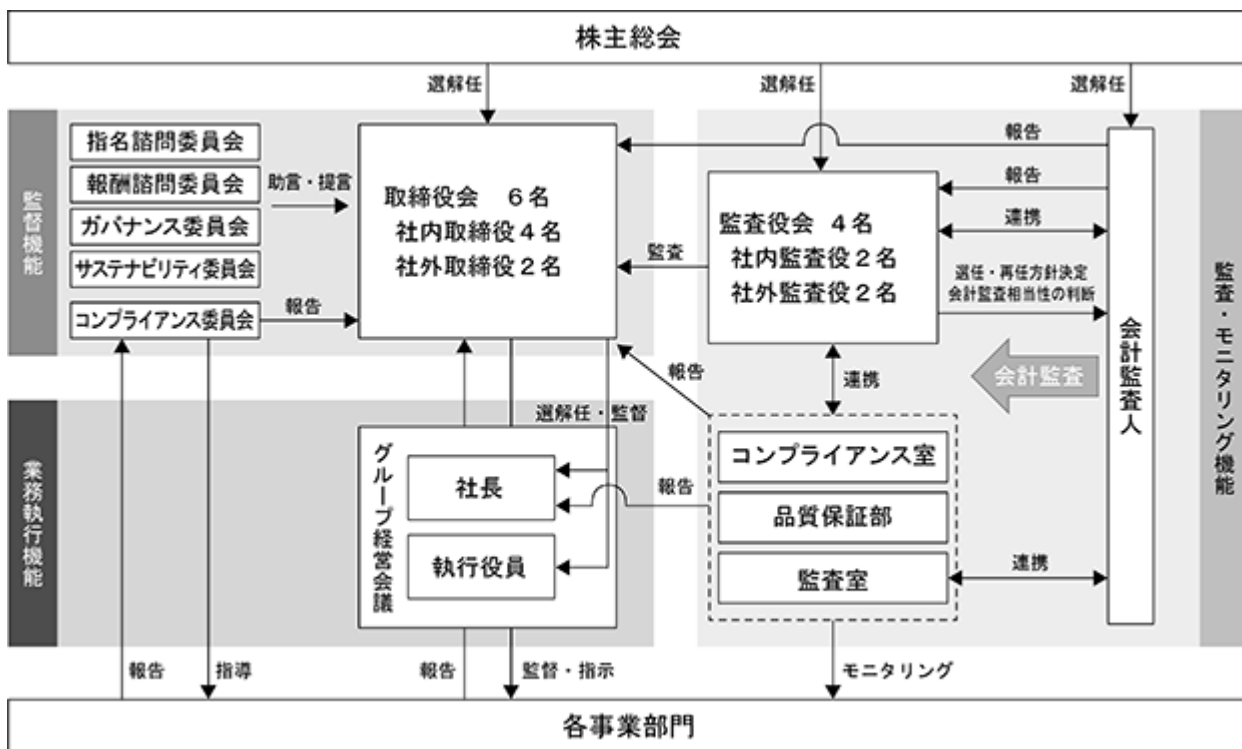 株主総会
選解任
選解任
選解任
監督機能
指名諮問委員会
報酬諮問委員会
ガバナンス委員会
サステナビリティ委員会
コンプライアンス委員会
助言・提言
報告
取締役会 6名
社内取締役4名
社外取締役2名
監査
監査役会 4名
社内監査役2名
社外監査役2名
報告
報告
連携
選任・再任方針決定
会計監査相当性の判断
会計監査
会計監査人
監査・モニタリング機能
報告
連携
業務執行機能
選解任・監督
グループ経営会議
社長
執行役員
報告
コンプライアンス室
品質保証部
監査室
連携
報告
指導
報告
監督・指示
モニタリング
各事業部門